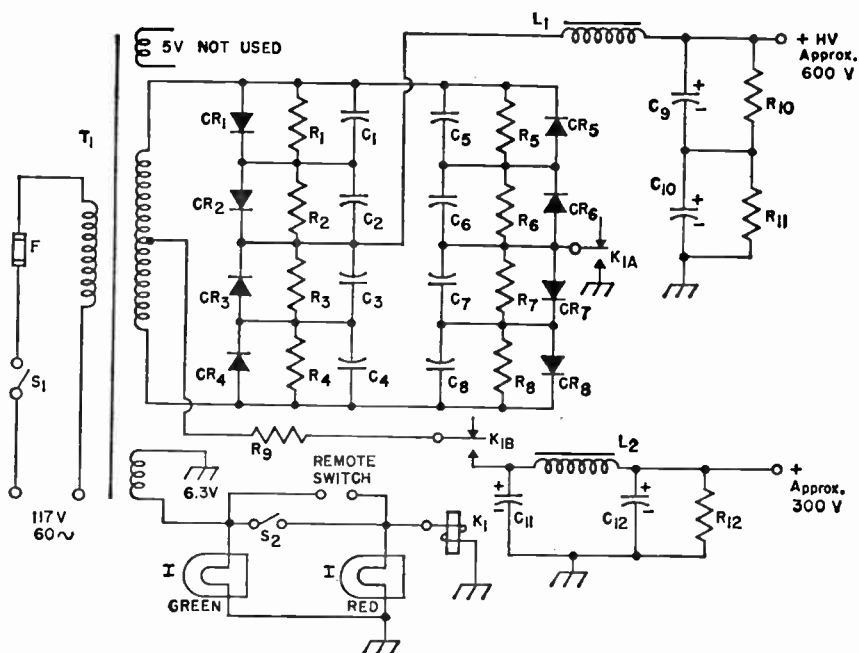 5V NOT USED
L1
+ HV
Approx.
600 V
T1
CR1
R1
C1
C5
R5
CR5
C9
R10
CR2
R2
C2
C6
R6
CR6
C10
R11
F
K1A
CR3
R3
C3
C7
R7
CR7
S1
CR4
R4
C4
C8
R8
CR8
R9
K1B
L2
6.3V
REMOTE
SWITCH
+
Approx.
300 V
117V
60~
S2
K1
C11
C12
R12
I
GREEN
I
RED